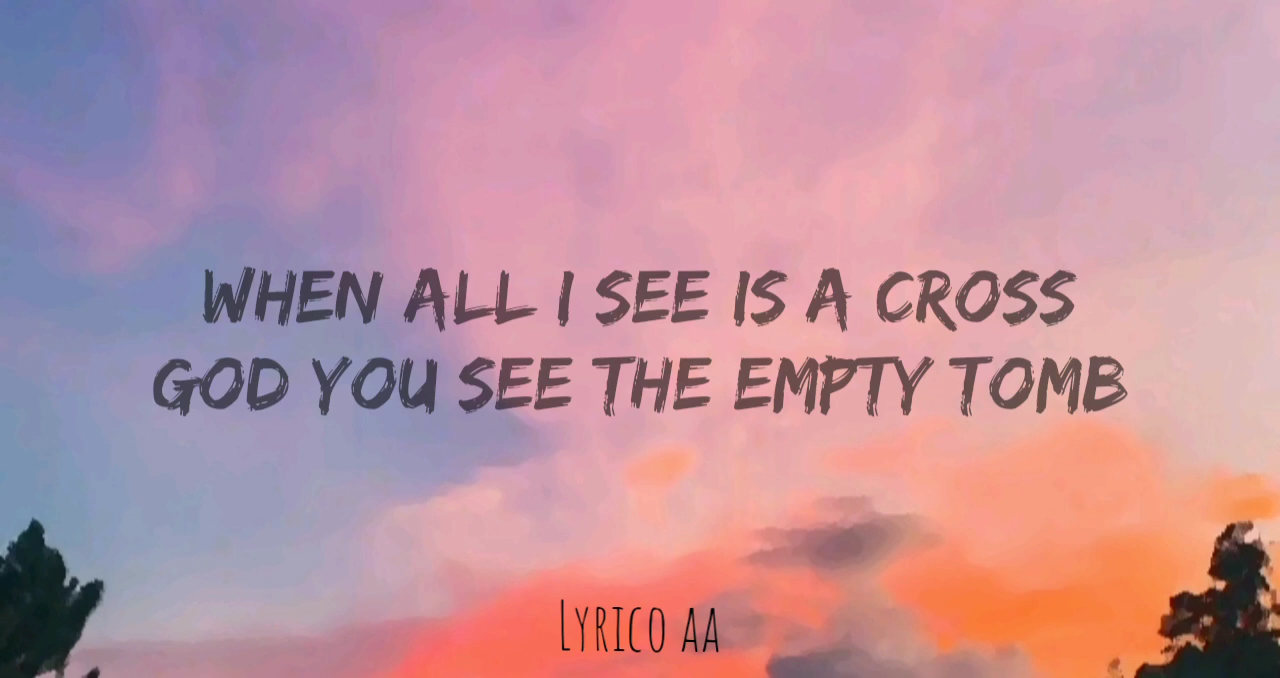 WHEN ALL I SEE IS A CROSS
GOD YOU SEE THE EMPTY TOMB
LYRICO AA